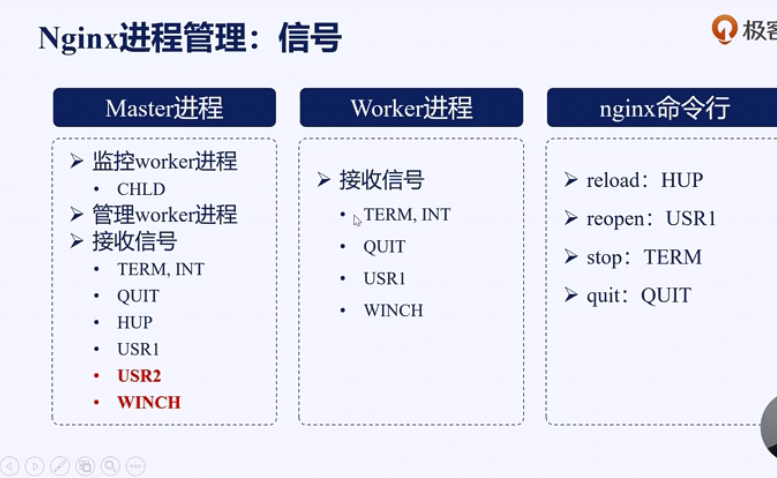 Nginx进程管理：信号
极客
Master进程
监控worker进程
CHLD
管理worker进程
接收信号
TERM, INT
QUIT
HUP
USR1
USR2
WINCH
Worker进程
接收信号
TERM, INT
QUIT
USR1
WINCH
nginx命令行
reload：HUP
reopen：USR1
stop：TERM
quit：QUIT